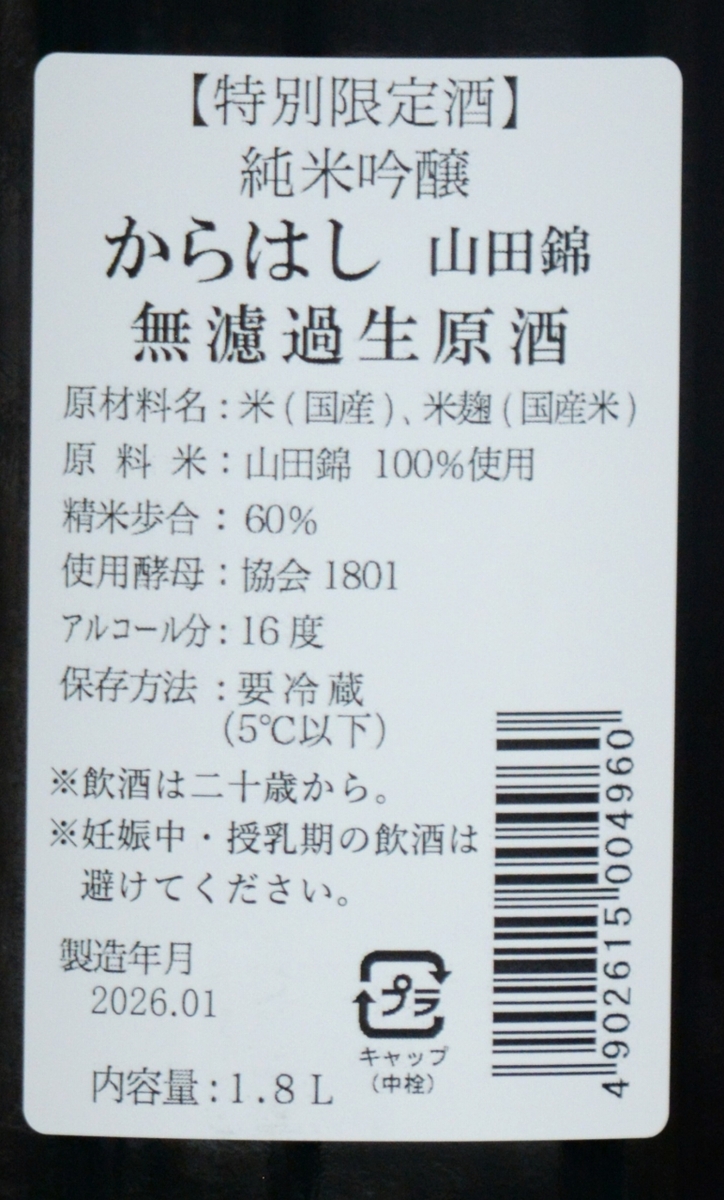 【特別限定酒】
純米吟醸
からはし 山田錦
無濾過生原酒
原材料名：米(国産)、米麹(国産米)
原料米：山田錦 100%使用
精米歩合：60%
使用酵母：協会1801
アルコール分：16度
保存方法：要冷蔵
(5℃以下)
※飲酒は二十歳から。
※妊娠中・授乳期の飲酒は
避けてください。
製造年月
2026.01
内容量：1.8L
プラ
キャップ
(中栓)
4 902615 004960